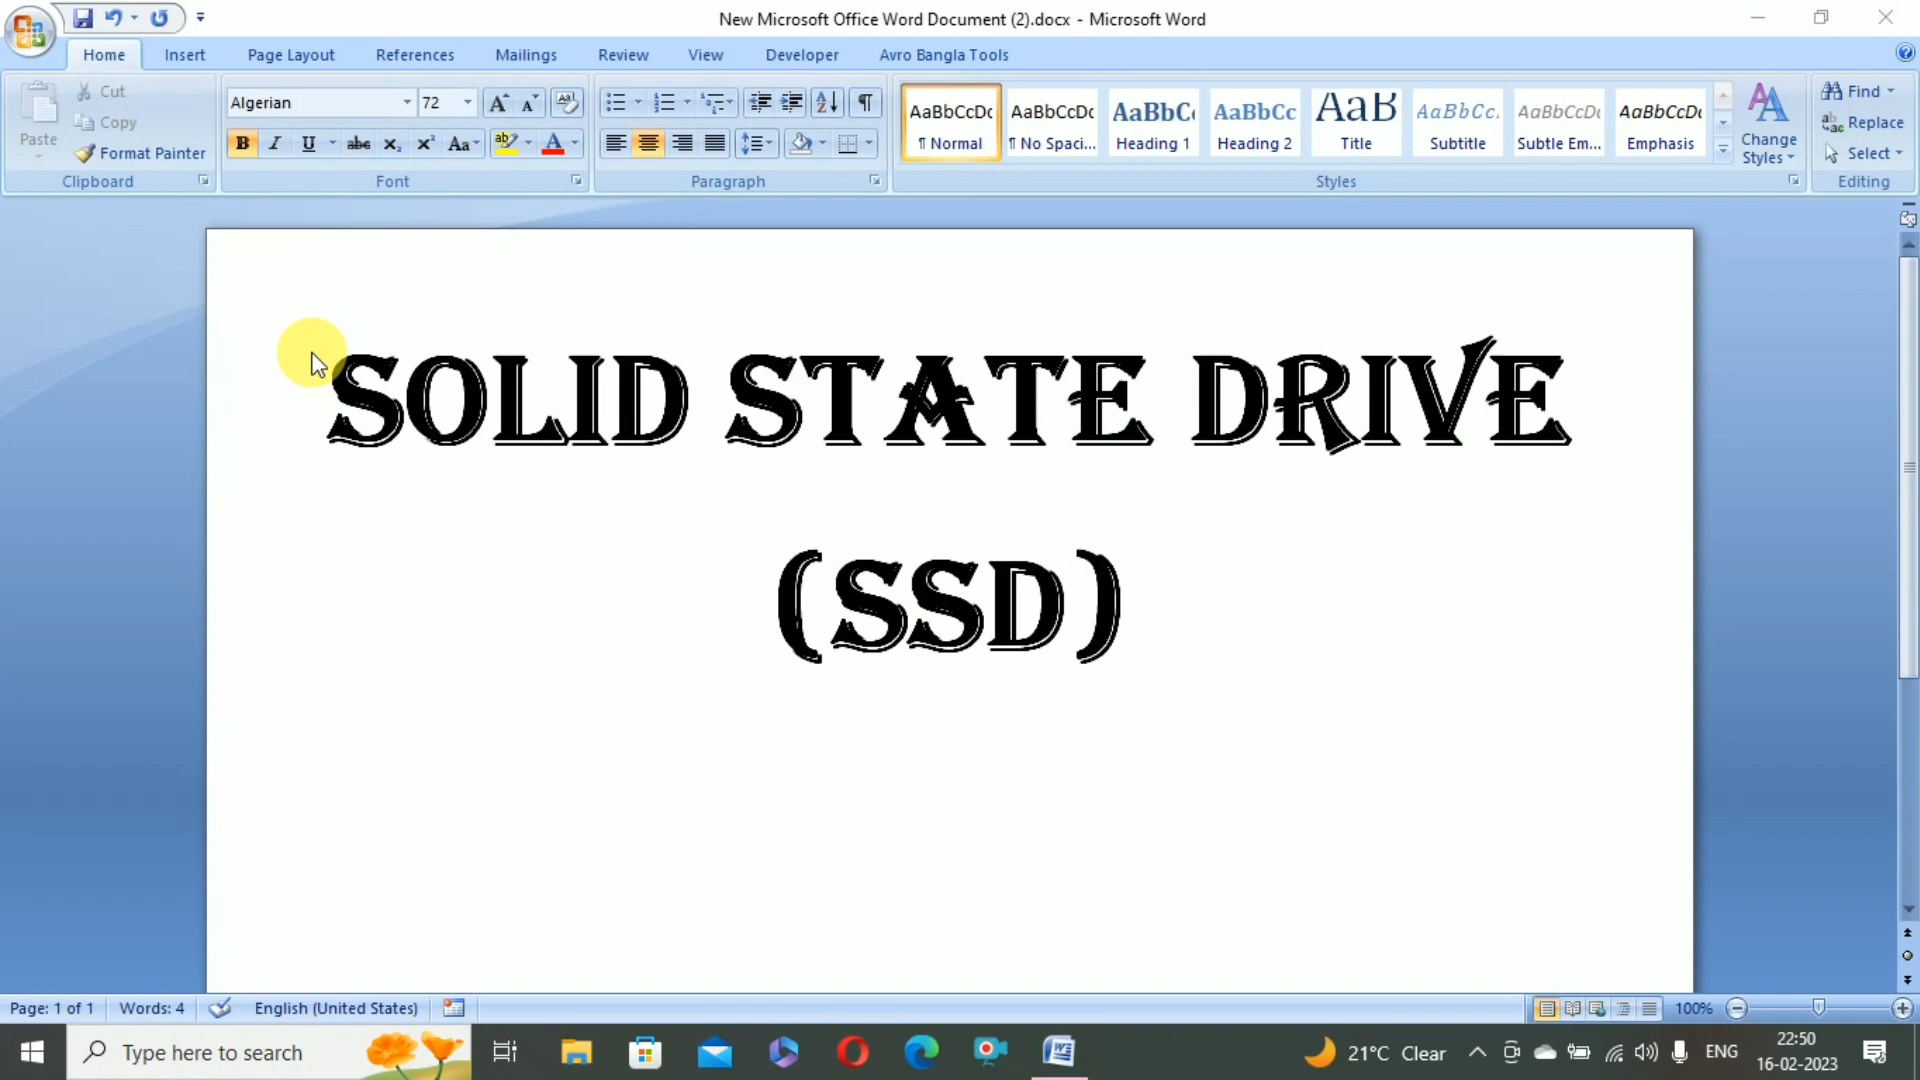 New Microsoft Office Word Document (2).docx - Microsoft Word
Home Insert Page Layout References Mailings Review View Developer Avro Bangla Tools
Paste
Cut
Copy
Format Painter
Clipboard
Algerian 72
Font
Paragraph
AaBbCcDc AaBbCcDc AaBbC AaBbCc AaB AaBbCc. AaBbCcDc AaBbCcDc
¶ Normal ¶ No Spaci... Heading 1 Heading 2 Title Subtitle Subtle Em... Emphasis
Change Styles
Styles
Find
Replace
Select
Editing
SOLID STATE DRIVE
(SSD)
Page: 1 of 1 Words: 4 English (United States) 100%
Type here to search
21°C Clear ENG
22:50
16-02-2023